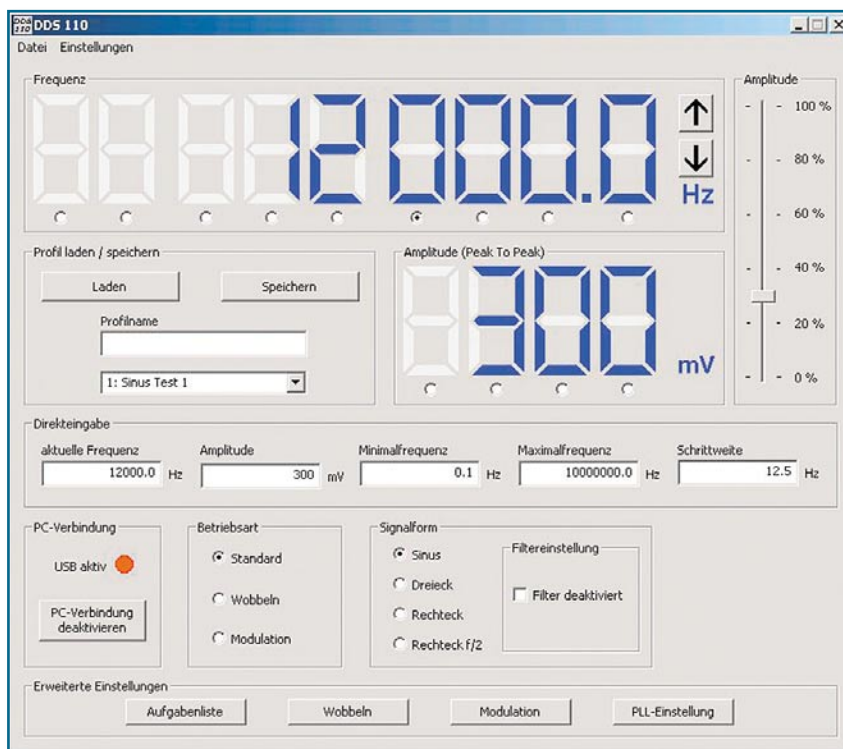 DDS 110
DDS 110
Datei Einstellungen
Frequenz
12000.0
Hz
Amplitude
100 %
80 %
60 %
40 %
20 %
0 %
Profil laden / speichern
Laden Speichern
Profilname
1: Sinus Test 1
Amplitude (Peak To Peak)
300
mV
Direkteingabe
aktuelle Frequenz Amplitude Minimalfrequenz Maximalfrequenz Schrittweite
12000.0 Hz 300 mV 0.1 Hz 10000000.0 Hz 12.5 Hz
PC-Verbindung
USB aktiv
PC-Verbindung
deaktivieren
Betriebsart
Standard
Wobbeln
Modulation
Signalform
Sinus
Dreieck
Rechteck
Rechteck f/2
Filtereinstellung
Filter deaktiviert
Erweiterte Einstellungen
Aufgabenliste Wobbeln Modulation PLL-Einstellung